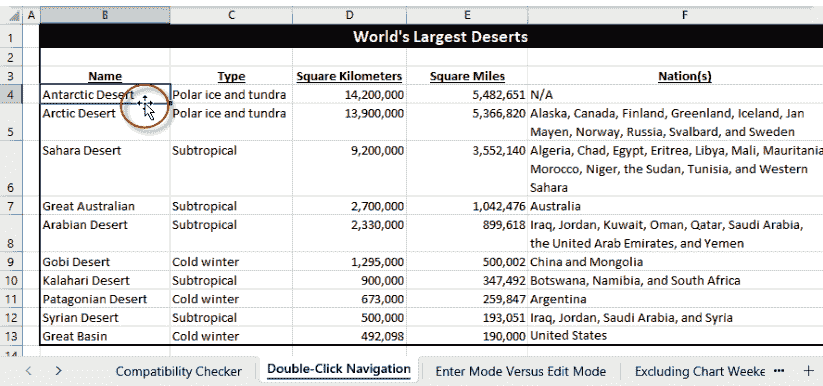 A B C D E F
1 World's Largest Deserts
2
3 Name Type Square Kilometers Square Miles Nation(s)
4 Antarctic Desert Polar ice and tundra 14,200,000 5,482,651 N/A
Arctic Desert Polar ice and tundra 13,900,000 5,366,820 Alaska, Canada, Finland, Greenland, Iceland, Jan
5 Mayen, Norway, Russia, Svalbard, and Sweden
Sahara Desert Subtropical 9,200,000 3,552,140 Algeria, Chad, Egypt, Eritrea, Libya, Mali, Mauritania
Morocco, Niger, the Sudan, Tunisia, and Western
6 Sahara
7 Great Australian Subtropical 2,700,000 1,042,476 Australia
Arabian Desert Subtropical 2,330,000 899,618 Iraq, Jordan, Kuwait, Oman, Qatar, Saudi Arabia,
8 the United Arab Emirates, and Yemen
9 Gobi Desert Cold winter 1,295,000 500,002 China and Mongolia
10 Kalahari Desert Subtropical 900,000 347,492 Botswana, Namibia, and South Africa
11 Patagonian Desert Cold winter 673,000 259,847 Argentina
12 Syrian Desert Subtropical 500,000 193,051 Iraq, Jordan, Saudi Arabia, and Syria
13 Great Basin Cold winter 492,098 190,000 United States
14
Compatibility Checker Double-Click Navigation Enter Mode Versus Edit Mode Excluding Chart Weeke ··· +